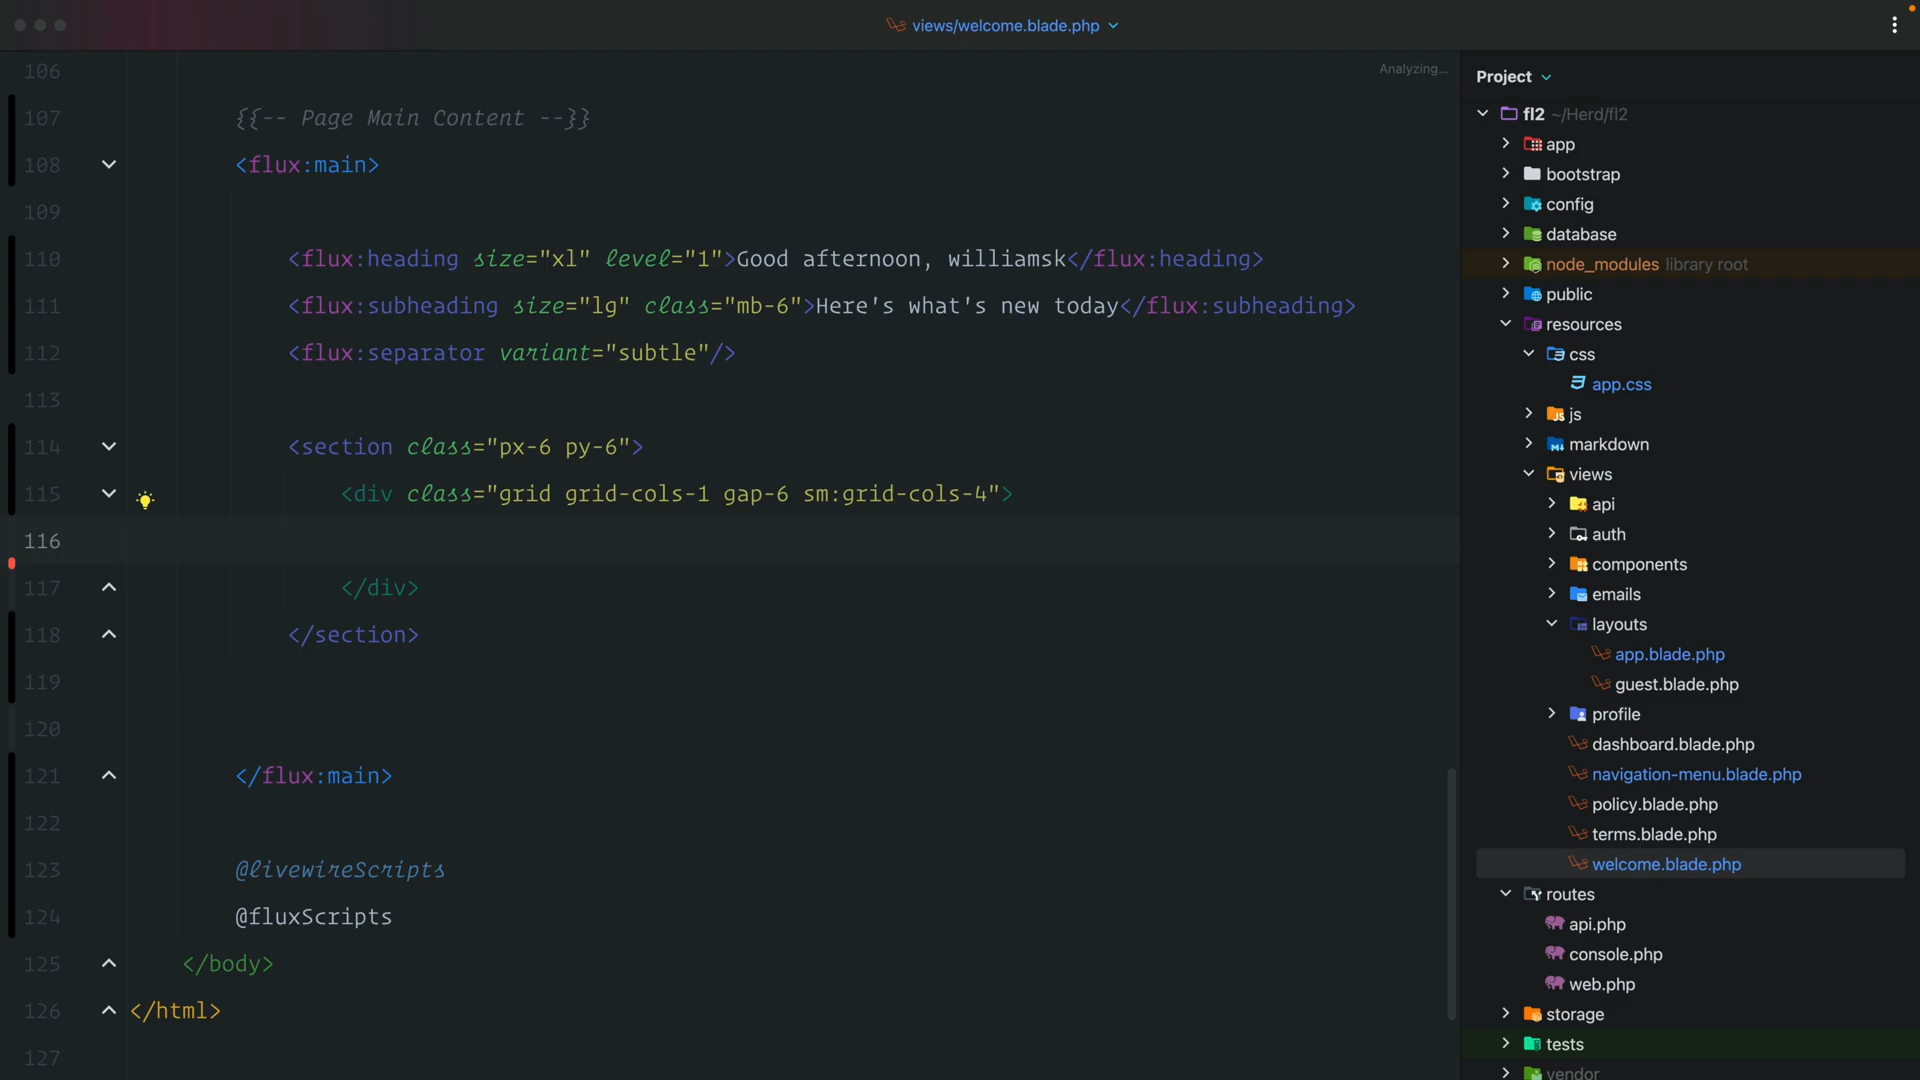 views/welcome.blade.php
Analyzing...
106
107 {{-- Page Main Content --}}
108 <flux:main>
109
110 <flux:heading size="xl" level="1">Good afternoon, williamsk</flux:heading>
111 <flux:subheading size="lg" class="mb-6">Here's what's new today</flux:subheading>
112 <flux:separator variant="subtle"/>
113
114 <section class="px-6 py-6">
115 <div class="grid grid-cols-1 gap-6 sm:grid-cols-4">
116
117 </div>
118 </section>
119
120
121 </flux:main>
122
123 @livewireScripts
124 @fluxScripts
125 </body>
126 </html>
127
Project
fl2 ~/Herd/fl2
app
bootstrap
config
database
node_modules library root
public
resources
css
app.css
js
markdown
views
api
auth
components
emails
layouts
app.blade.php
guest.blade.php
profile
dashboard.blade.php
navigation-menu.blade.php
policy.blade.php
terms.blade.php
welcome.blade.php
routes
api.php
console.php
web.php
storage
tests
vendor